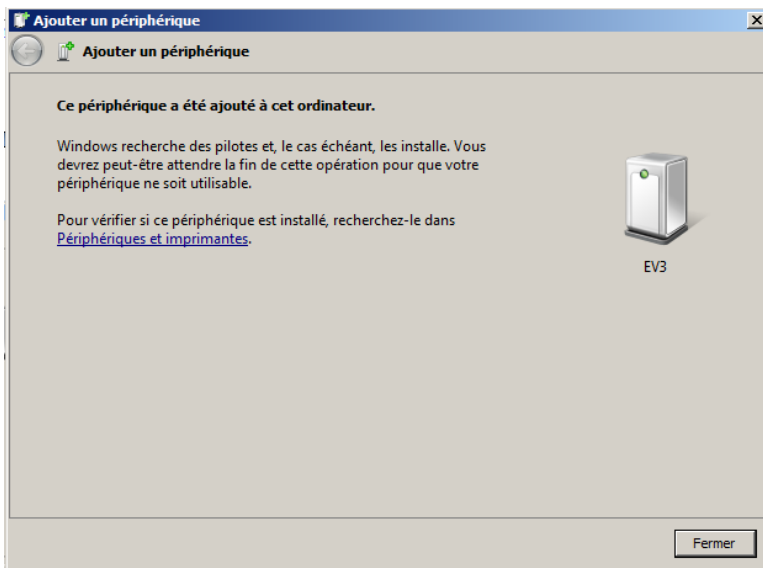 Ajouter un périphérique
Ajouter un périphérique
Ce périphérique a été ajouté à cet ordinateur.
Windows recherche des pilotes et, le cas échéant, les installe. Vous
devrez peut-être attendre la fin de cette opération pour que votre
périphérique ne soit utilisable.
Pour vérifier si ce périphérique est installé, recherchez-le dans
Périphériques et imprimantes.
EV3
Fermer